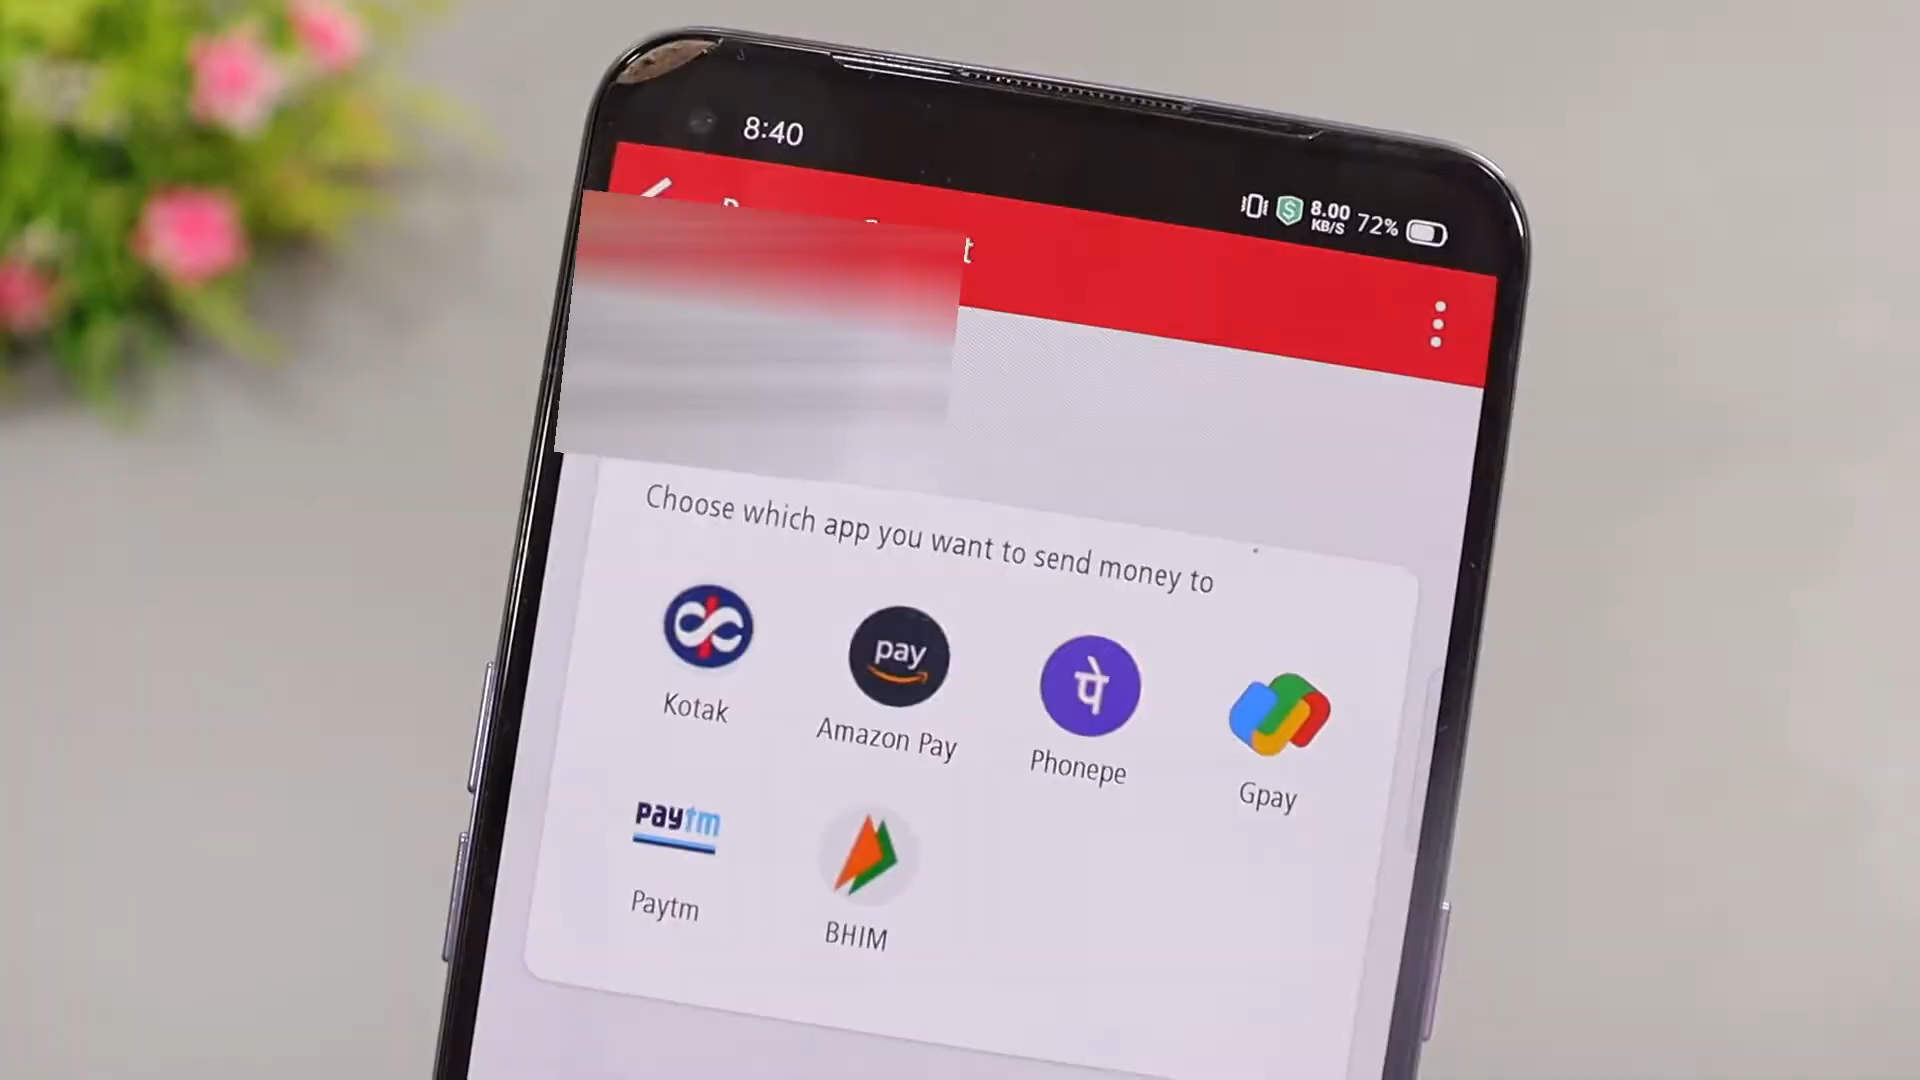 8:40
8.00
KB/S
72%
Choose which app you want to send money to
pay
पे
Kotak
Amazon Pay
Phonepe
Gpay
paytm
Paytm
BHIM